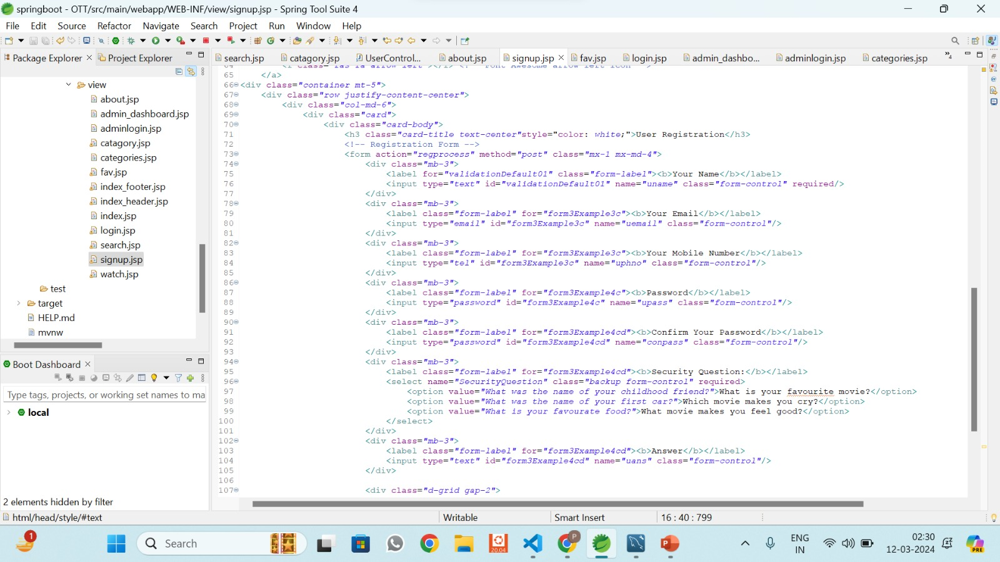 springboot - OTT/src/main/webapp/WEB-INF/view/signup.jsp - Spring Tool Suite 4
File Edit Source Refactor Navigate Search Project Run Window Help
Package Explorer Project Explorer
search.jsp catagory.jsp UserControl... about.jsp signup.jsp fav.jsp login.jsp admin_dashbo... adminlogin.jsp categories.jsp »4
view
about.jsp
admin_dashboard.jsp
adminlogin.jsp
catagory.jsp
categories.jsp
fav.jsp
index_footer.jsp
index_header.jsp
index.jsp
login.jsp
search.jsp
signup.jsp
watch.jsp
test
target
HELP.md
mvnw
Boot Dashboard
Type tags, projects, or working set names to ma
local
2 elements hidden by filter
65 </a>
66 <div class="container mt-5">
67 <div class="row justify-content-center">
68 <div class="col-md-6">
69 <div class="card">
70 <div class="card-body">
71 <h3 class="card-title text-center"style="color: white;">User Registration</h3>
72 <!-- Registration Form -->
73 <form action="regprocess" method="post" class="mx-1 mx-md-4">
74 <div class="mb-3">
75 <label for="validationDefault01" class="form-label"><b>Your Name</b></label>
76 <input type="text" id="validationDefault01" name="uname" class="form-control" required/>
77 </div>
78 <div class="mb-3">
79 <label class="form-label" for="form3Example3c"><b>Your Email</b></label>
80 <input type="email" id="form3Example3c" name="uemail" class="form-control"/>
81 </div>
82 <div class="mb-3">
83 <label class="form-label" for="form3Example3c"><b>Your Mobile Number</b></label>
84 <input type="tel" id="form3Example3c" name="uphno" class="form-control"/>
85 </div>
86 <div class="mb-3">
87 <label class="form-label" for="form3Example4c"><b>Password</b></label>
88 <input type="password" id="form3Example4c" name="upass" class="form-control"/>
89 </div>
90 <div class="mb-3">
91 <label class="form-label" for="form3Example4cd"><b>Confirm Your Password</b></label>
92 <input type="password" id="form3Example4cd" name="conpass" class="form-control"/>
93 </div>
94 <div class="mb-3">
95 <label class="form-label" for="form3Example4cd"><b>Security Question:</b></label>
96 <select name="SecurityQuestion" class="backup form-control" required>
97 <option value="What was the name of your childhood friend?">What is your favourite movie?</option>
98 <option value="What was the name of your first car?">Which movie makes you cry?</option>
99 <option value="What is your favourate food?">What movie makes you feel good?</option>
100 </select>
101 </div>
102 <div class="mb-3">
103 <label class="form-label" for="form3Example4cd"><b>Answer</b></label>
104 <input type="text" id="form3Example4cd" name="uans" class="form-control"/>
105 </div>
106
107 <div class="d-grid gap-2">
html/head/style/#text Writable Smart Insert 16 : 40 : 799
1 Search 20.04 P ENG IN 02:30 12-03-2024 PRE